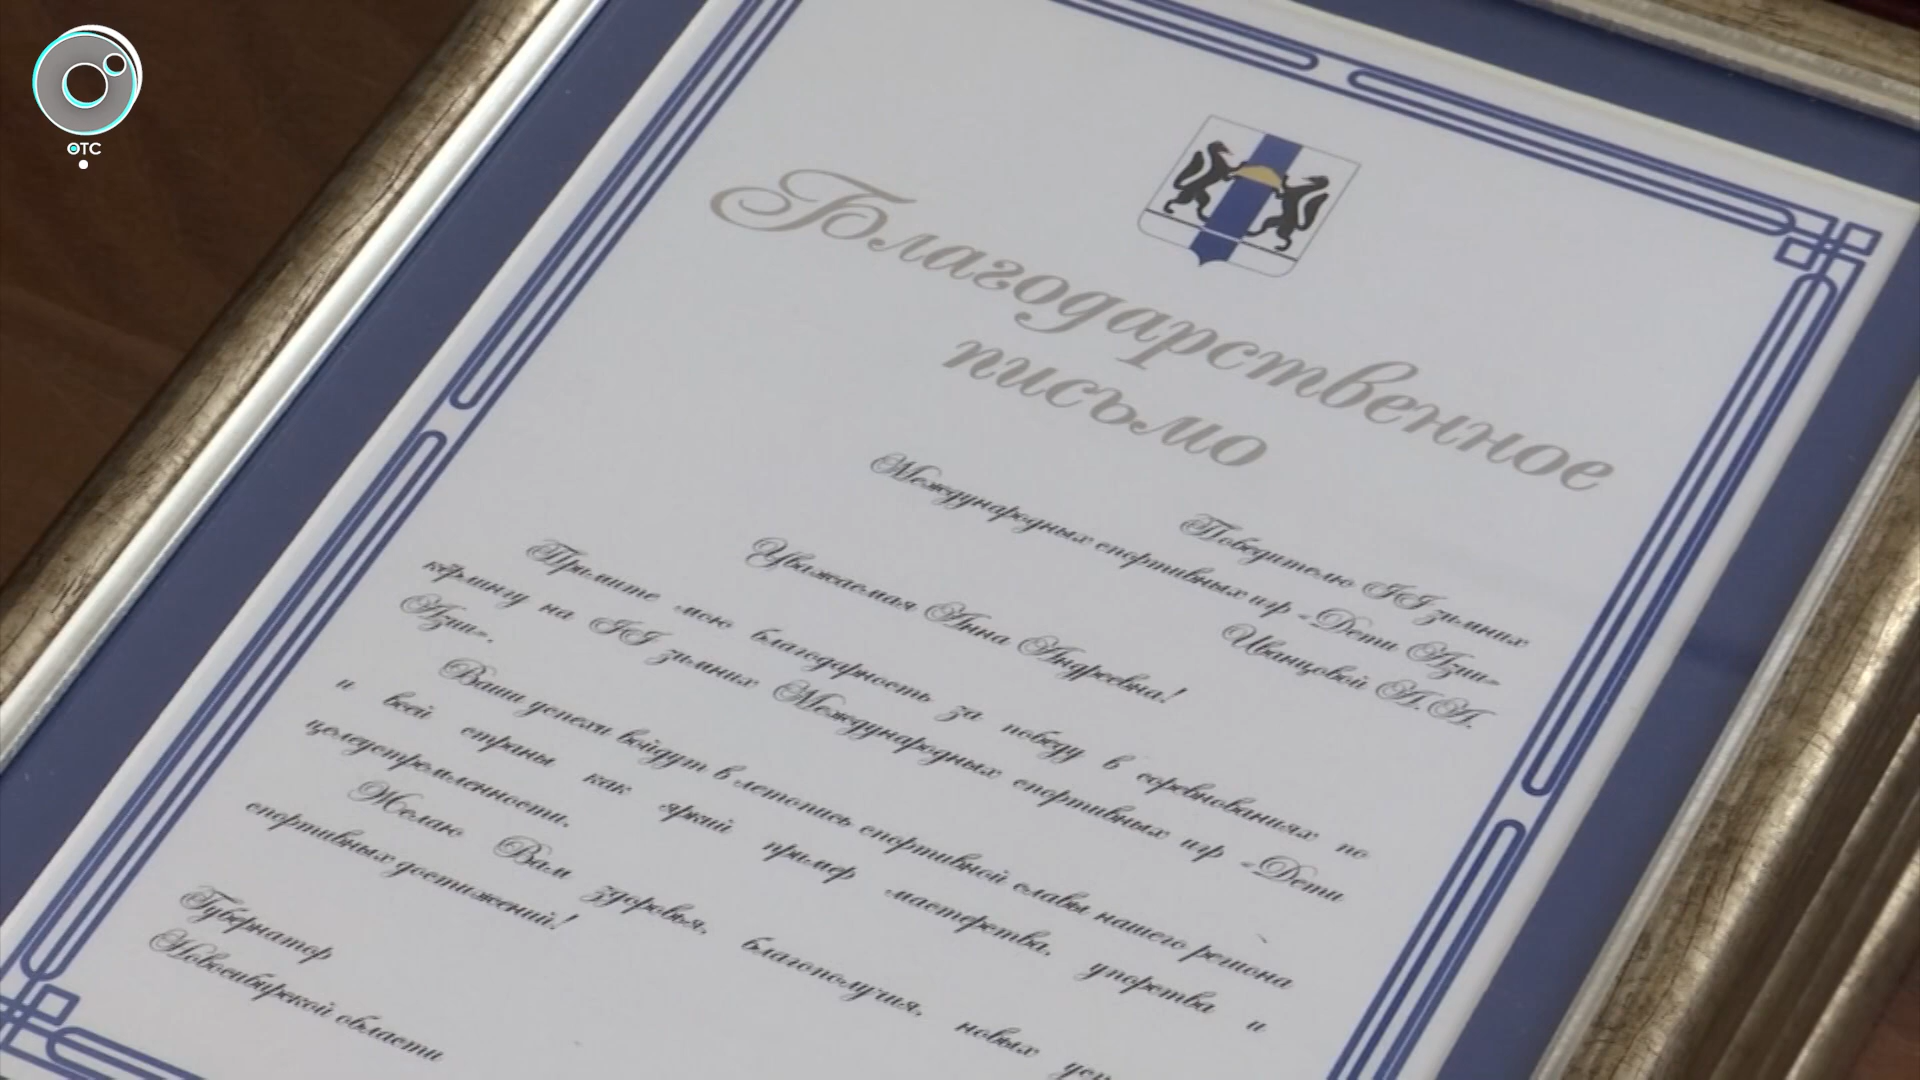 ОТС
Благодарственное
письмо
Победителю II зимних
Международных спортивных игр «Дети Азии»
Иванцовой А.А.
Уважаемая Анна Андреевна!
Примите мою благодарность за победу в соревнованиях по
кёрлингу на II зимних Международных спортивных игр «Дети
Азии».
Ваши успехи войдут в летопись спортивной славы нашего региона
и всей страны как яркий пример мастерства, упорства и
целеустремленности.
Желаю Вам здоровья, благополучия, новых
спортивных достижений!
Губернатор
Новосибирской области